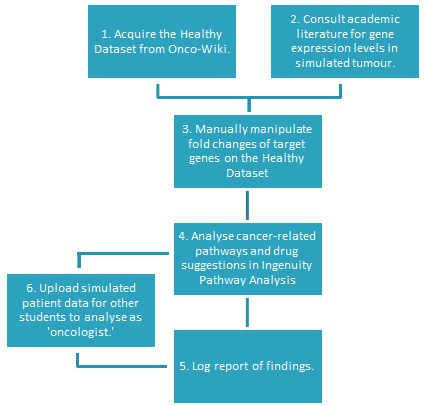 1. Acquire the Healthy
Dataset from Onco-Wiki.
2. Consult academic
literature for gene
expression levels in
simulated tumour.
3. Manually manipulate
fold changes of target
genes on the Healthy
Dataset
4. Analyse cancer-related
pathways and drug
suggestions in Ingenuity
Pathway Analysis
6. Upload simulated
patient data for other
students to analyse as
'oncologist.'
5. Log report of findings.